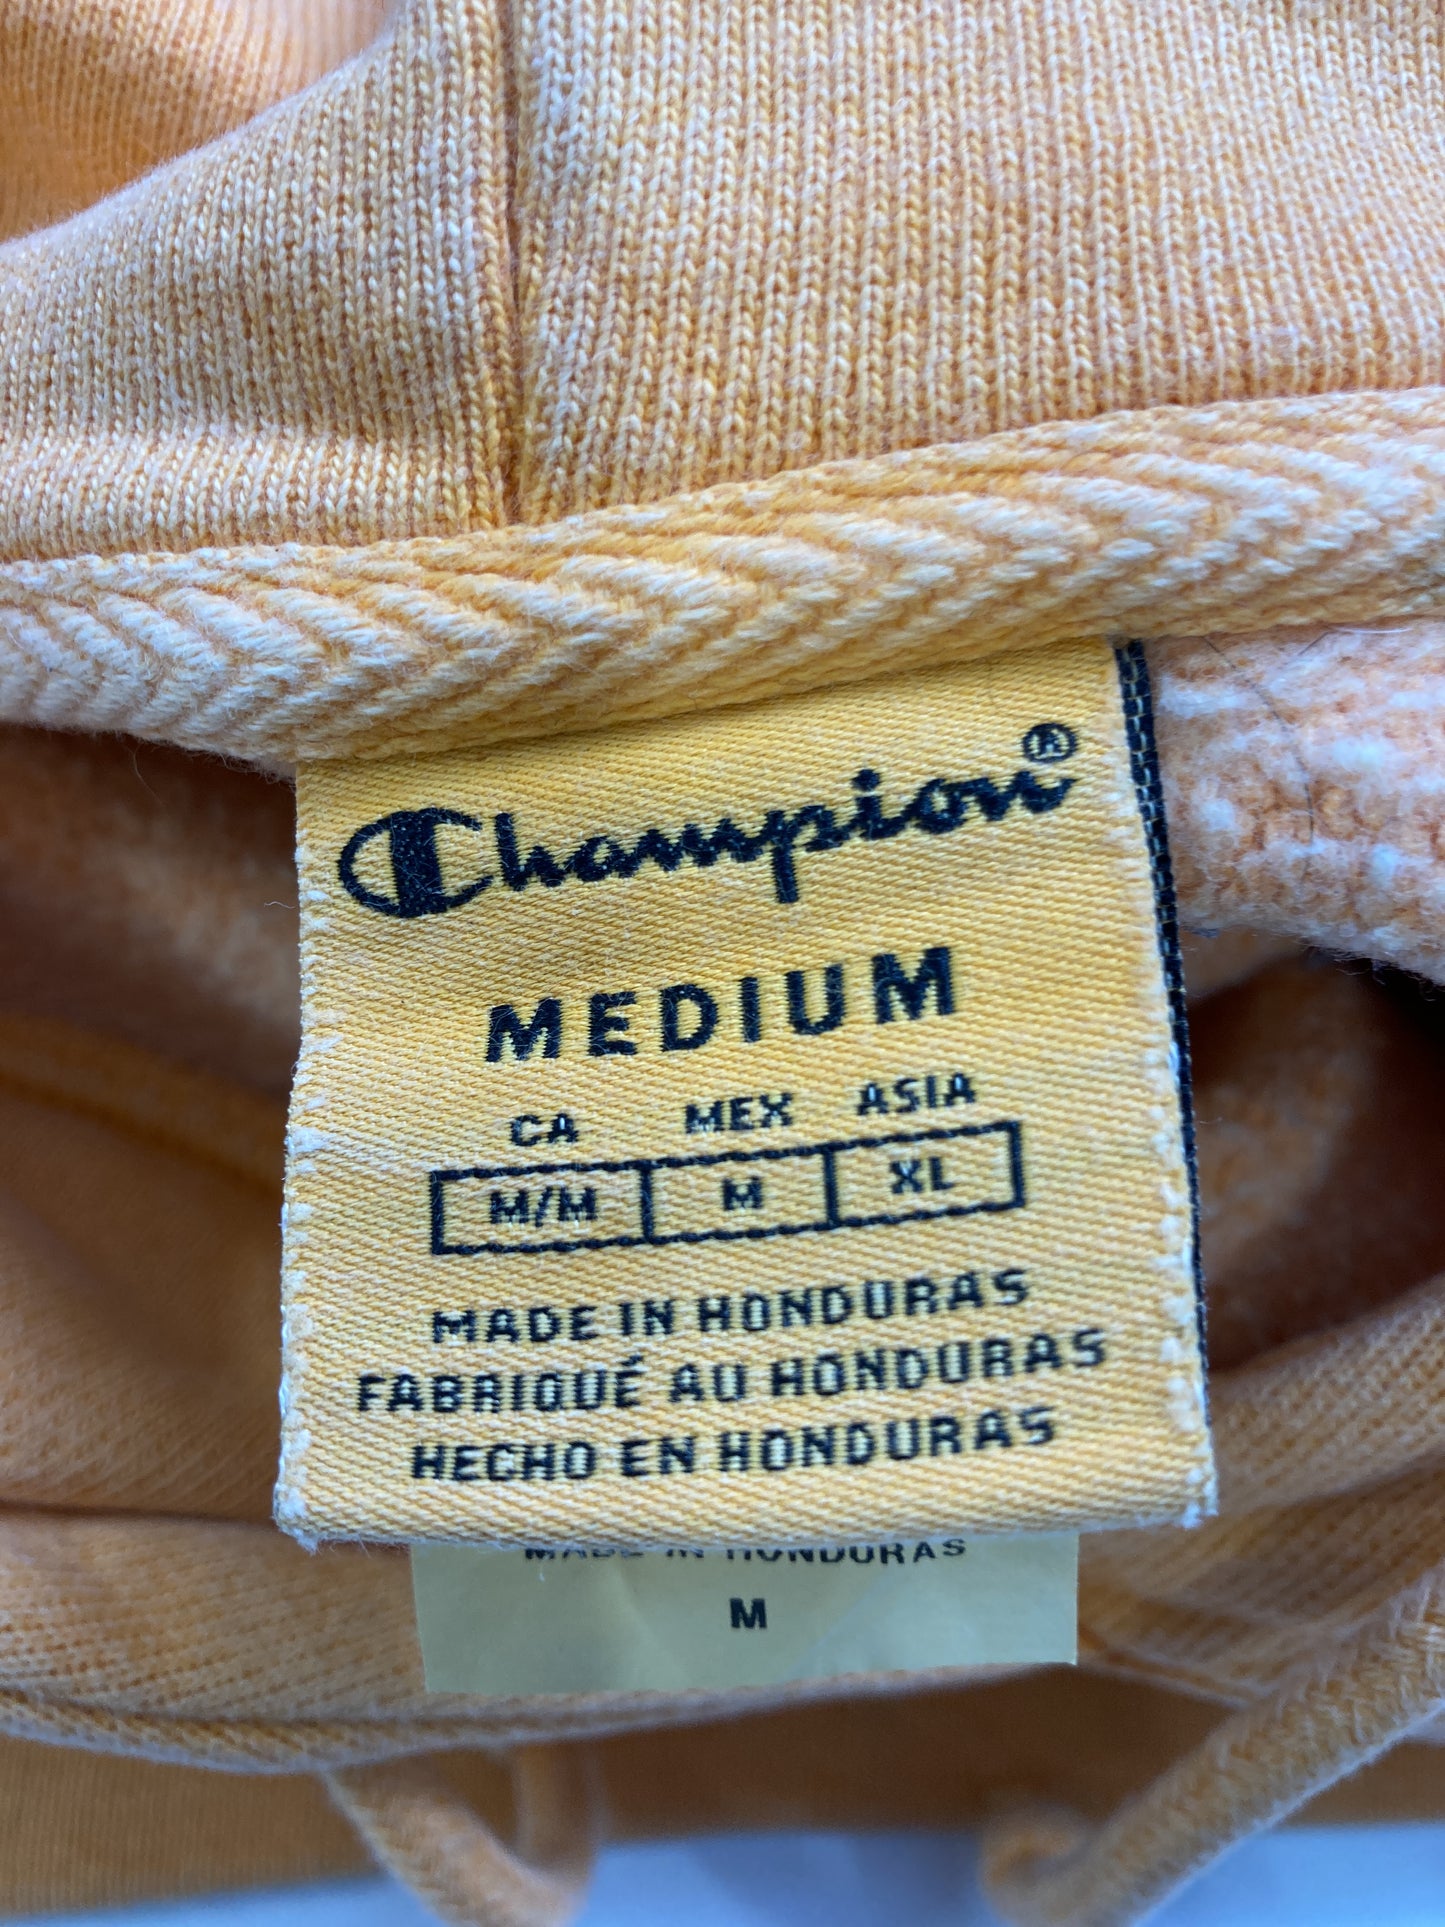 Champion®
MEDIUM
CA MEX ASIA
M/M M XL
MADE IN HONDURAS
FABRIQUÉ AU HONDURAS
HECHO EN HONDURAS
MADE IN HONDURAS
M